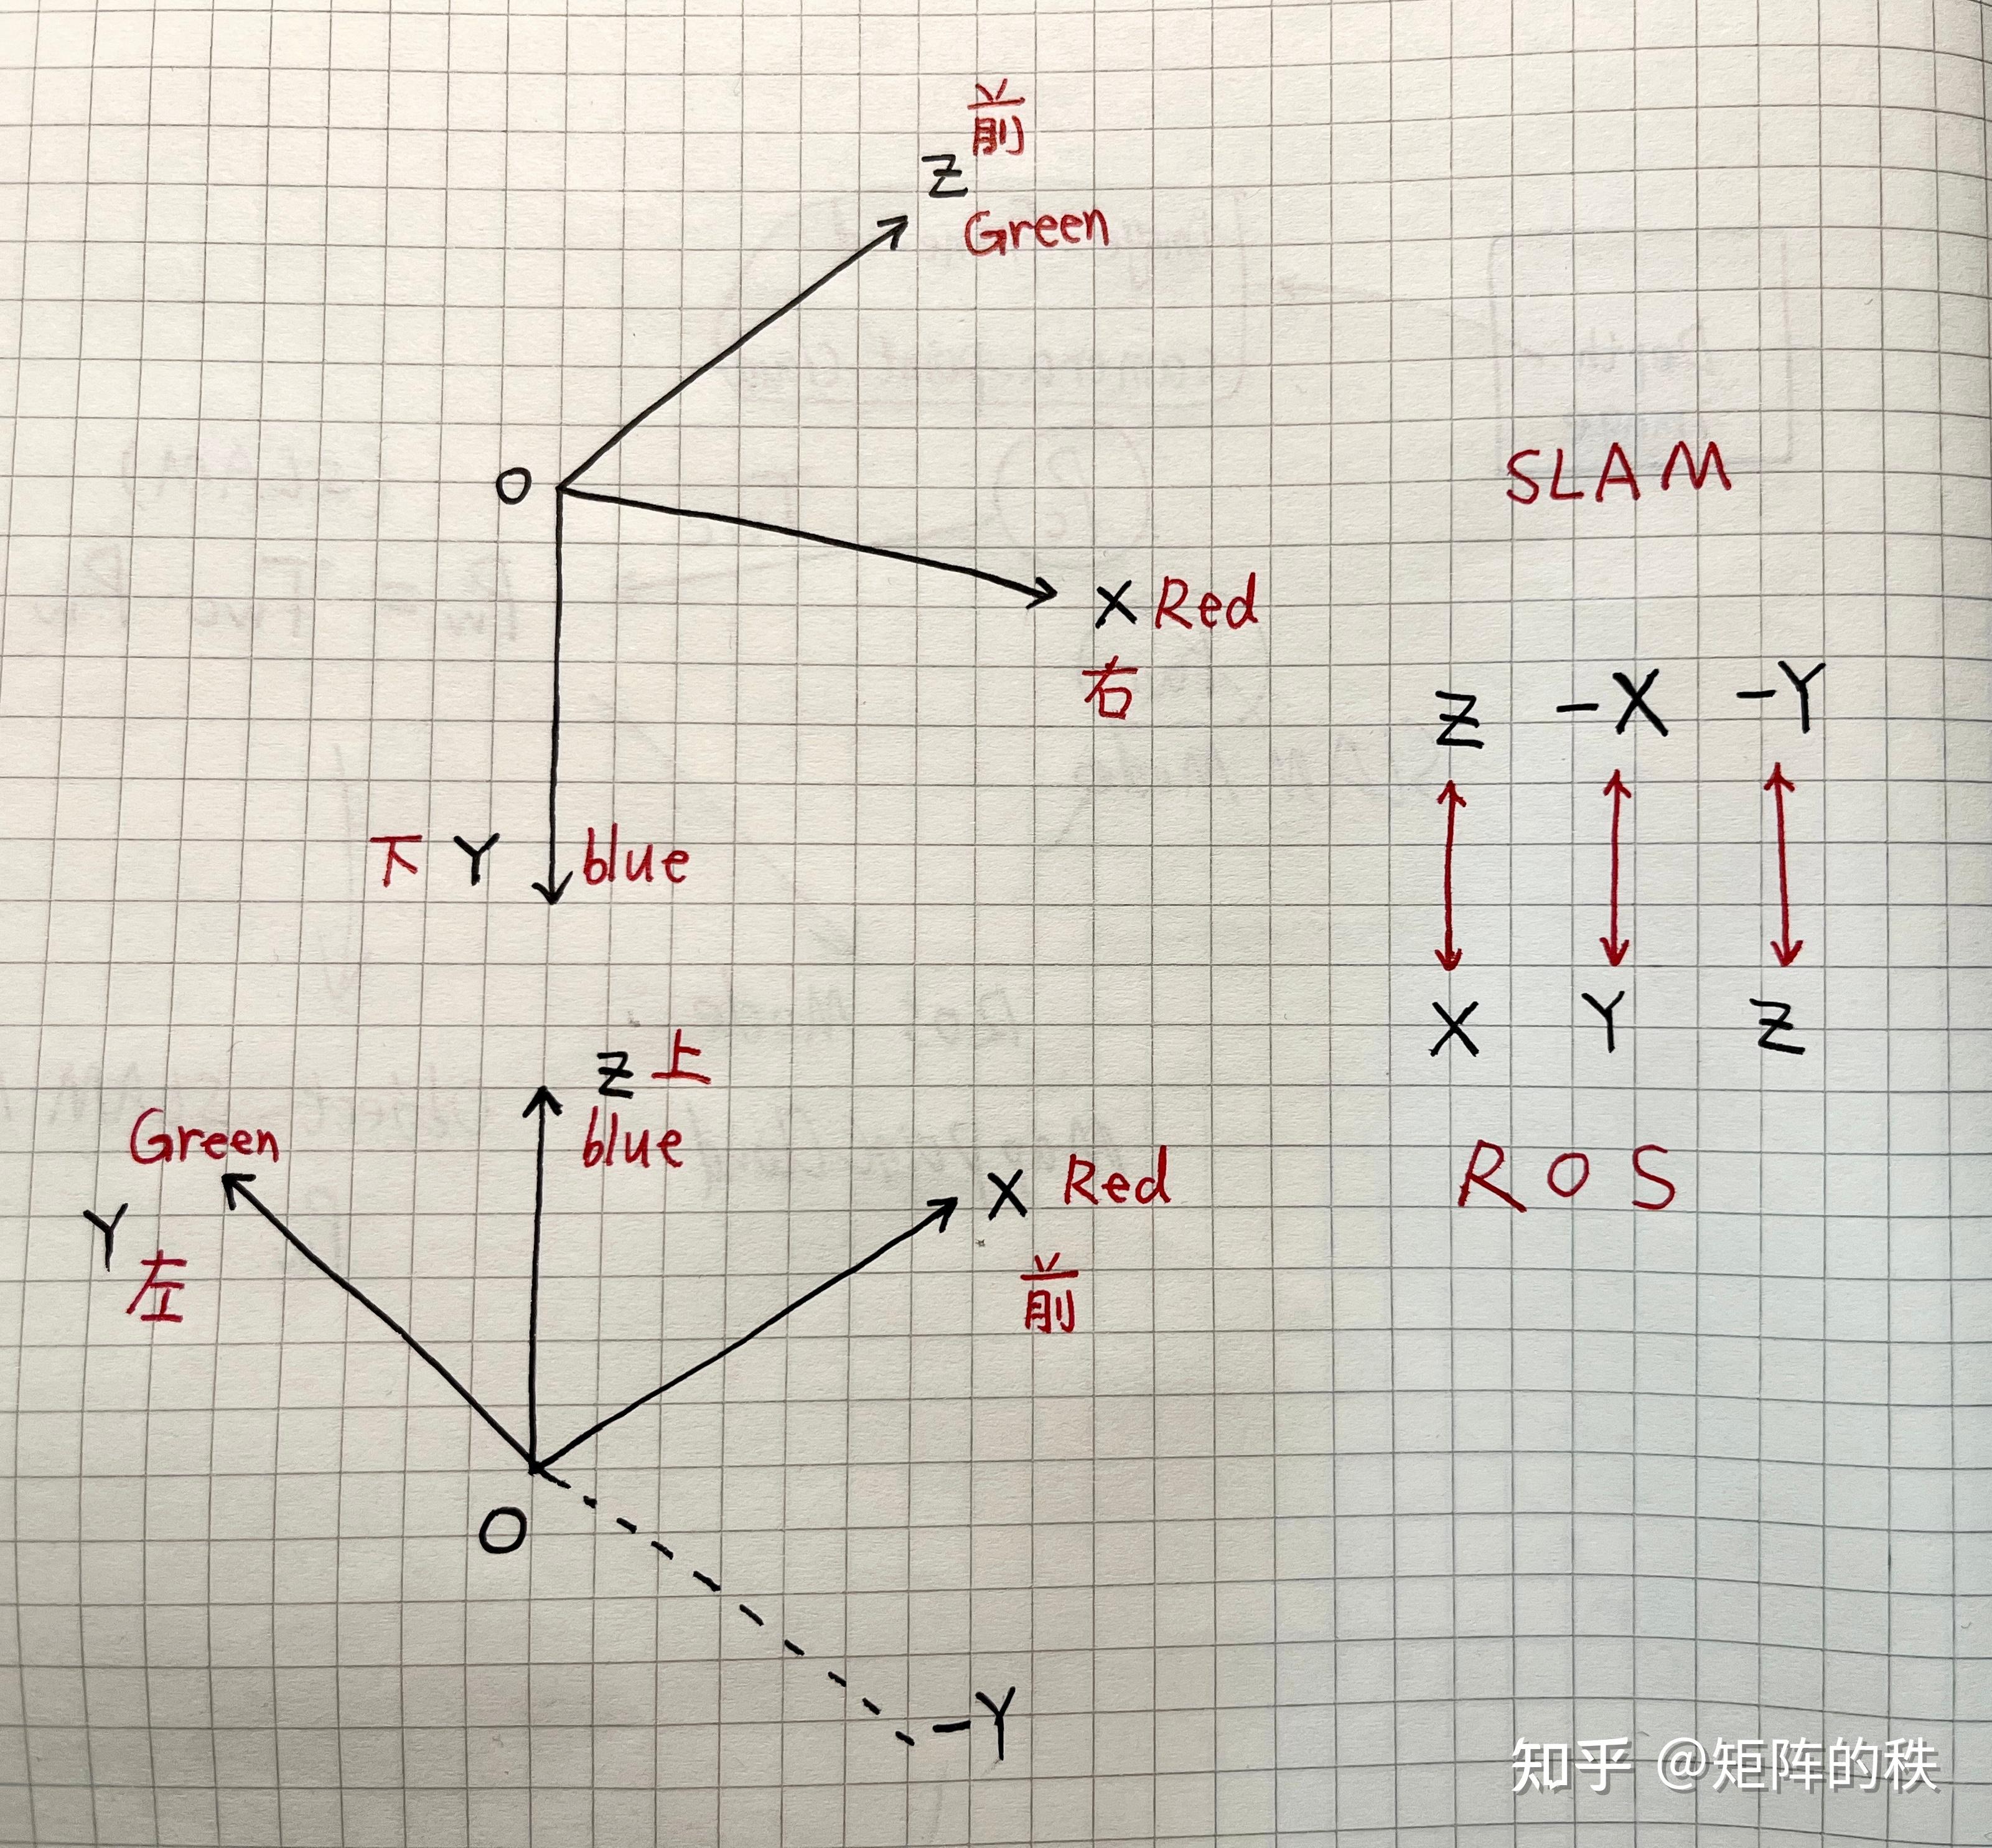 前
Z
Green
O
X Red
右
下 Y blue
SLAM
Z -X -Y
X Y Z
ROS
Z 上
blue
Green
Y
左
X Red
前
O
-Y
知乎 @矩阵的秩